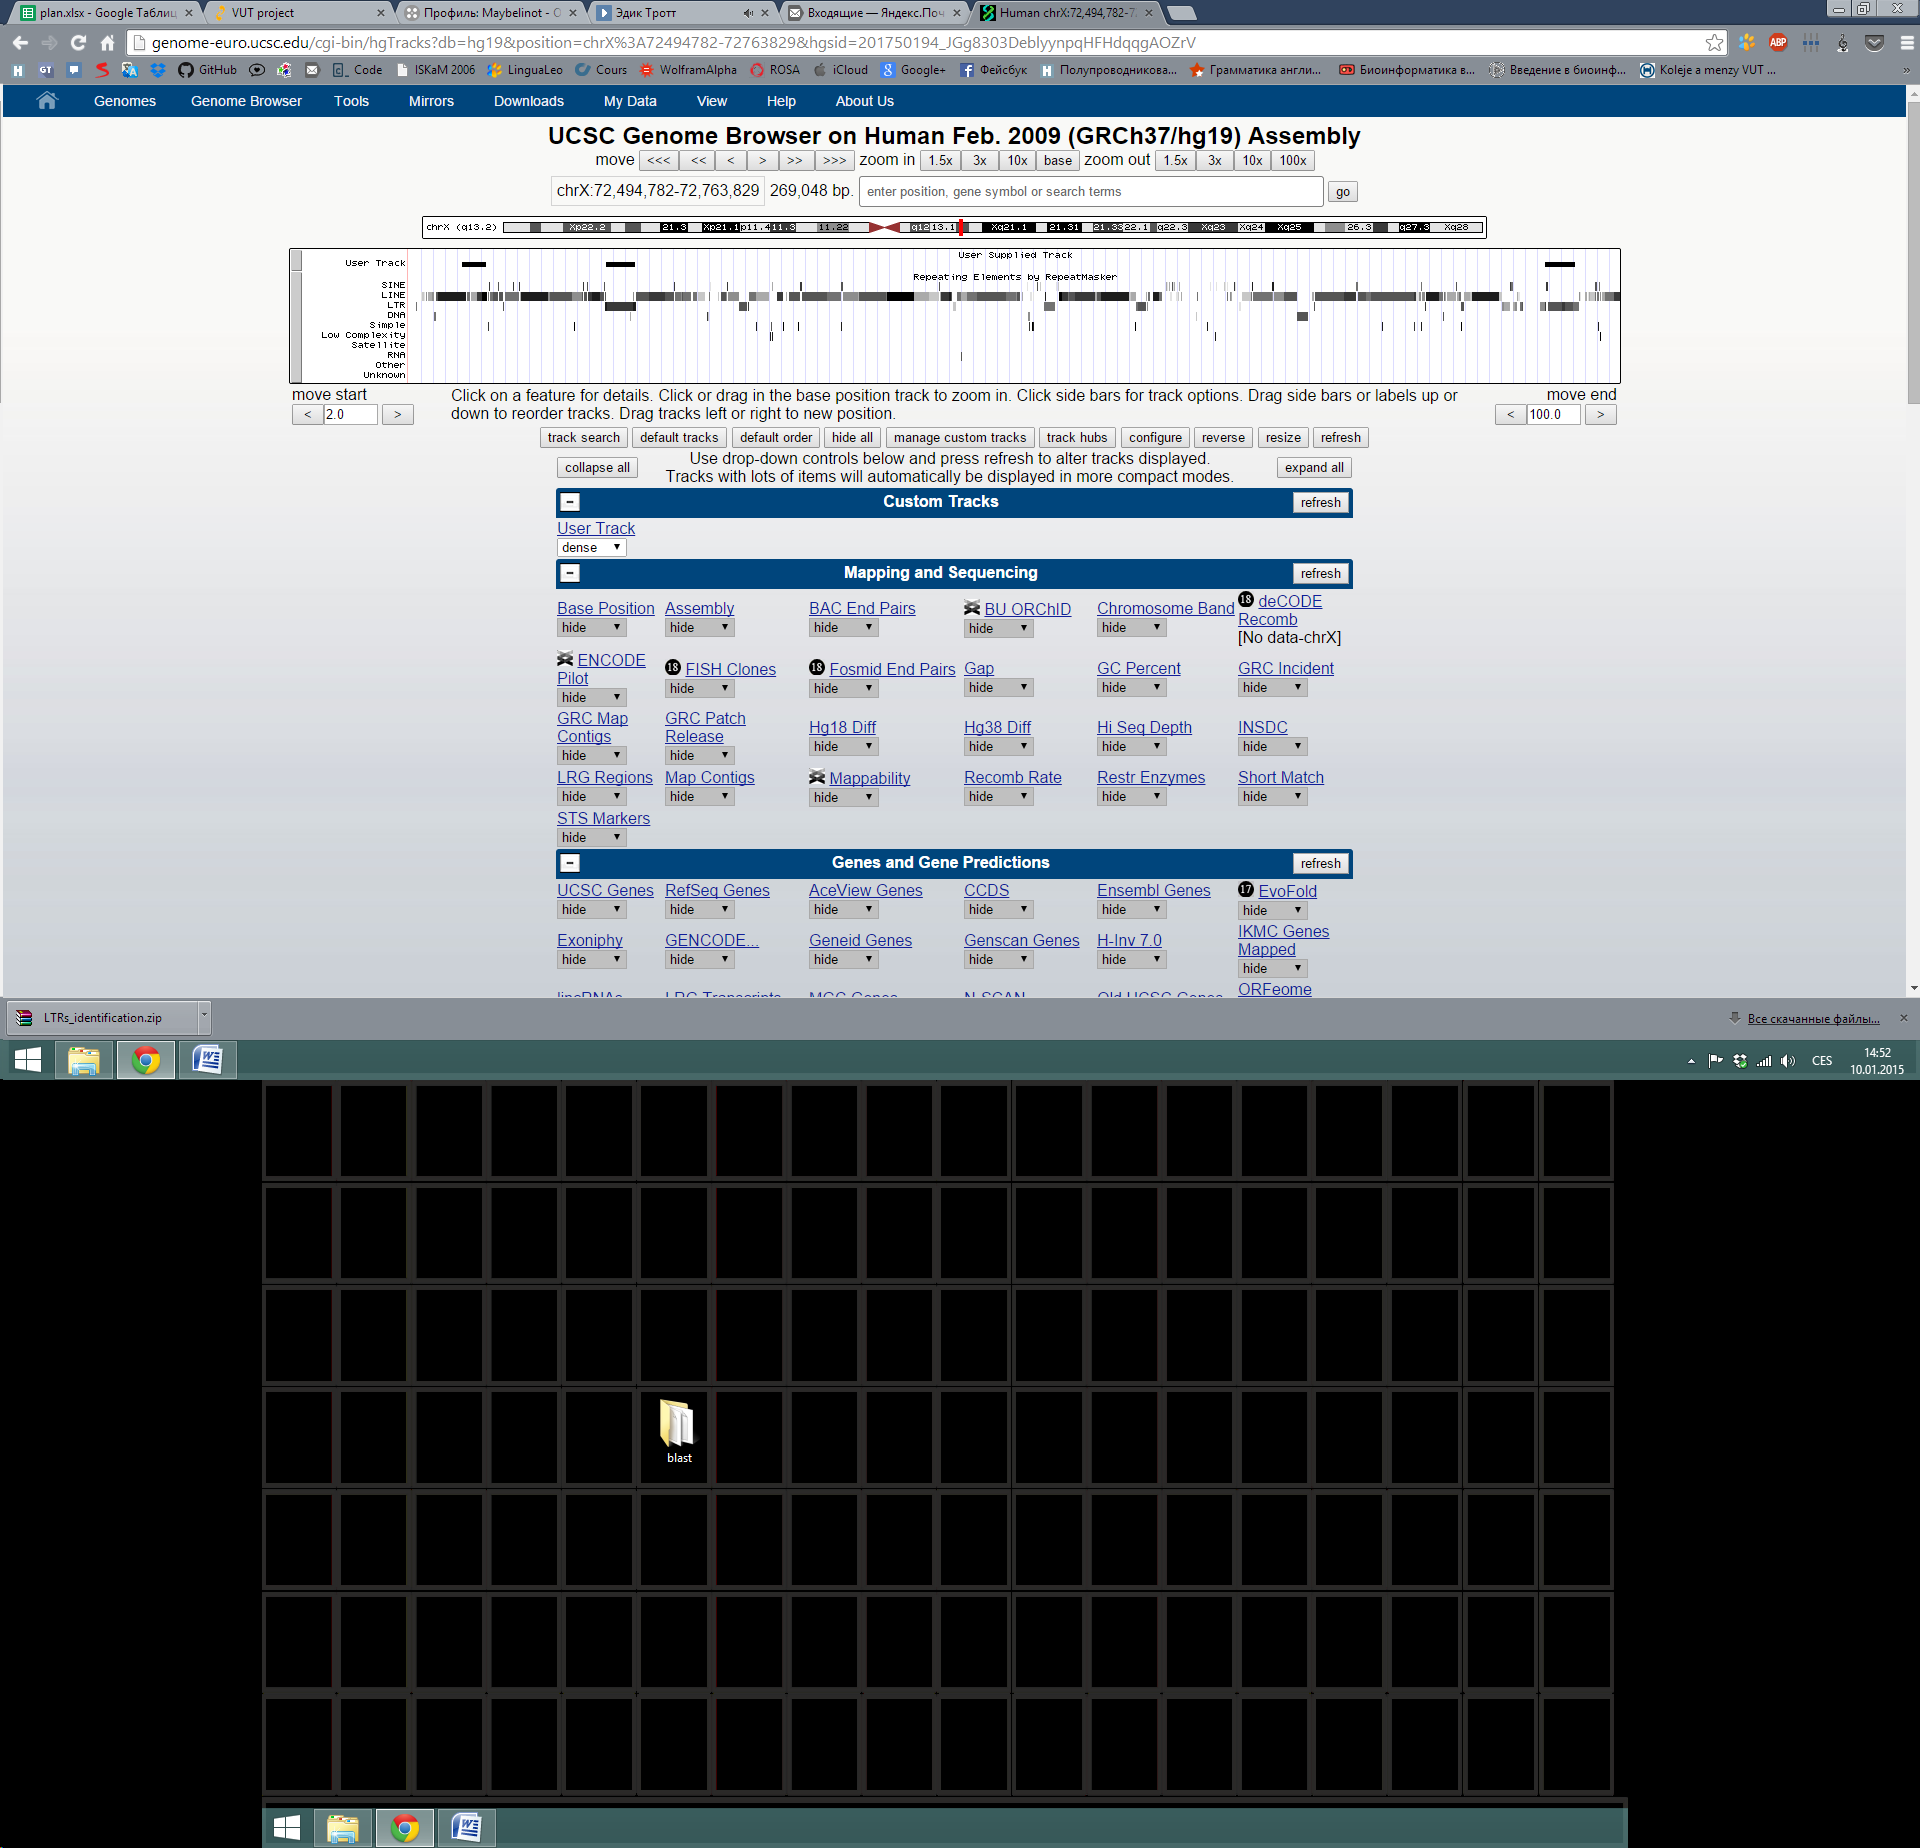 plan.xlsx - Google Таблиц
VUT project
Профиль: Maybelinot - O
Эдик Тротт
Входящие — Яндекс.Поч
Human chrX:72,494,782-7
genome-euro.ucsc.edu/cgi-bin/hgTracks?db=hg19&position=chrX%3A72494782-72763829&hgsid=201750194_JGg8303DeblyynpqHFHdqqgAOZrV
GitHub Code ISKaM 2006 LinguaLeo Cours WolframAlpha ROSA iCloud Google+ Фейсбук Полупроводникова... Грамматика англи... Биоинформатика в... Введение в биоинф... Koleje a menzy VUT ... »
Genomes Genome Browser Tools Mirrors Downloads My Data View Help About Us
UCSC Genome Browser on Human Feb. 2009 (GRCh37/hg19) Assembly
move <<< << < > >> >>> zoom in 1.5x 3x 10x base zoom out 1.5x 3x 10x 100x
chrX:72,494,782-72,763,829 269,048 bp. enter position, gene symbol or search terms go
chrX (q13.2) Xp22.2 21.3 Xp21.1 p11.4 11.3 11.22 q12 13.1 Xq21.1 21.31 21.33 22.1 q22.3 Xq23 Xq24 Xq25 26.3 q27.3 Xq28
User Supplied Track
User Track
Repeating Elements by RepeatMasker
SINE
LINE
LTR
DNA
Simple
Low Complexity
Satellite
RNA
Other
Unknown
move start
< 2.0 >
Click on a feature for details. Click or drag in the base position track to zoom in. Click side bars for track options. Drag side bars or labels up or
down to reorder tracks. Drag tracks left or right to new position.
move end
< 100.0 >
track search default tracks default order hide all manage custom tracks track hubs configure reverse resize refresh
collapse all
Use drop-down controls below and press refresh to alter tracks displayed.
Tracks with lots of items will automatically be displayed in more compact modes.
expand all
- Custom Tracks refresh
User Track
dense
- Mapping and Sequencing refresh
Base Position Assembly BAC End Pairs BU ORChID Chromosome Band 18 deCODE
Recomb
hide hide hide hide hide [No data-chrX]
ENCODE
Pilot 18 FISH Clones 18 Fosmid End Pairs Gap GC Percent GRC Incident
hide hide hide hide hide hide
GRC Map
Contigs GRC Patch
Release Hg18 Diff Hg38 Diff Hi Seq Depth INSDC
hide hide hide hide hide hide
LRG Regions Map Contigs Mappability Recomb Rate Restr Enzymes Short Match
hide hide hide hide hide hide
STS Markers
hide
- Genes and Gene Predictions refresh
UCSC Genes RefSeq Genes AceView Genes CCDS Ensembl Genes 17 EvoFold
hide hide hide hide hide hide
Exoniphy GENCODE... Geneid Genes Genscan Genes H-Inv 7.0 IKMC Genes
Mapped
hide hide hide hide hide hide
lincRNAs LRG Transcripts MGC Genes N-SCAN Old UCSC Genes ORFeome
LTRs_identification.zip
Все скачанные файлы...
CES
14:52
10.01.2015
blast